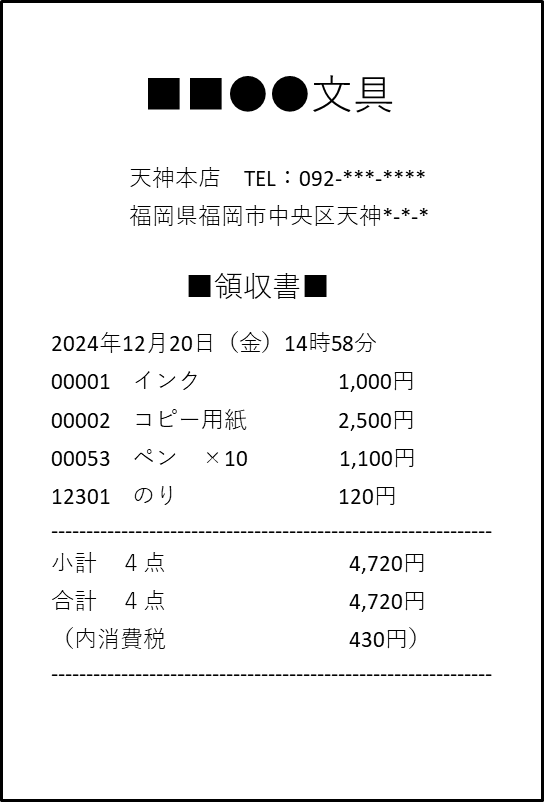 ■■●●文具
天神本店　TEL：092-***-****
福岡県福岡市中央区天神*-*-*
■領収書■
2024年12月20日（金）14時58分
00001　インク　1,000円
00002　コピー用紙　2,500円
00053　ペン　×10　1,100円
12301　のり　120円
---------------------------------------------------------------
小計　４点　4,720円
合計　４点　4,720円
（内消費税　430円）
---------------------------------------------------------------